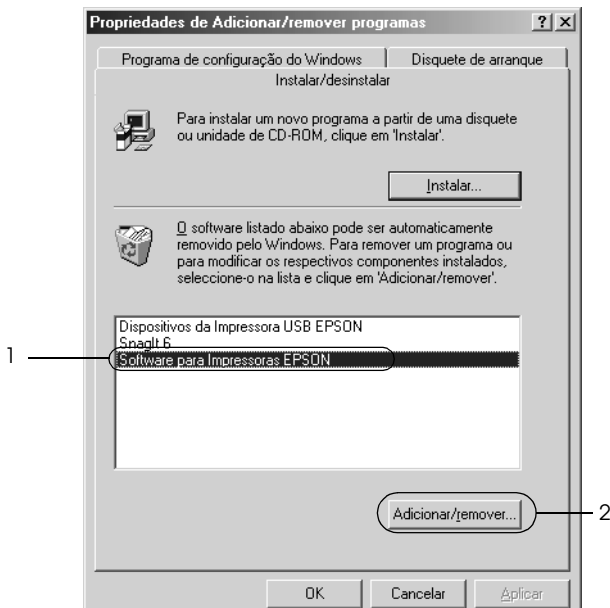 Propriedades de Adicionar/remover programas
Programa de configuração do Windows
Disquete de arranque
Instalar/desinstalar
Para instalar um novo programa a partir de uma disquete
ou unidade de CD-ROM, clique em 'Instalar'.
Instalar...
O software listado abaixo pode ser automaticamente
removido pelo Windows. Para remover um programa ou
para modificar os respectivos componentes instalados,
seleccione-o na lista e clique em 'Adicionar/remover'.
Dispositivos da Impressora USB EPSON
SnagIt 6
1
Software para Impressoras EPSON
Adicionar/remover...
2
OK
Cancelar
Aplicar